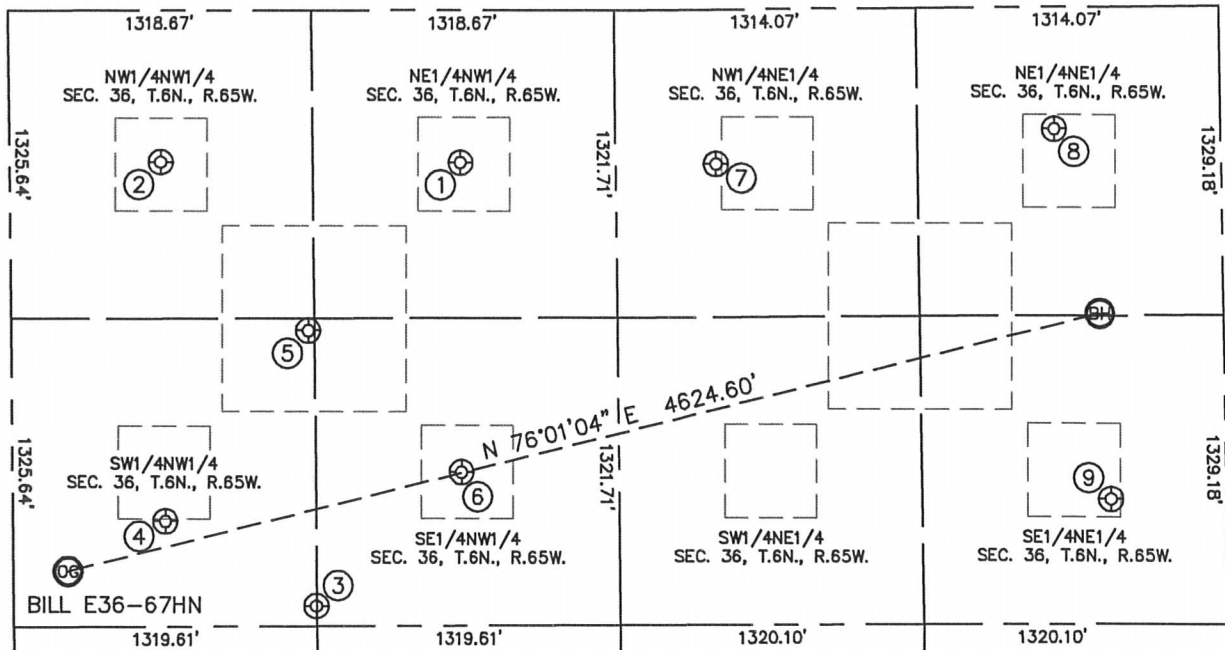 1318.67'
1318.67'
1314.07'
1314.07'
NW1/4NW1/4
SEC. 36, T.6N., R.65W.
NE1/4NW1/4
SEC. 36, T.6N., R.65W.
NW1/4NE1/4
SEC. 36, T.6N., R.65W.
NE1/4NE1/4
SEC. 36, T.6N., R.65W.
1325.64'
2
1
1321.71'
7
8
1329.18'
5
BH
N 76°01'04" E 4624.60'
1325.64'
SW1/4NW1/4
SEC. 36, T.6N., R.65W.
4
6
1321.71'
9
1329.18'
SE1/4NW1/4
SEC. 36, T.6N., R.65W.
SW1/4NE1/4
SEC. 36, T.6N., R.65W.
SE1/4NE1/4
SEC. 36, T.6N., R.65W.
OG
3
BILL E36-67HN
1319.61'
1319.61'
1320.10'
1320.10'